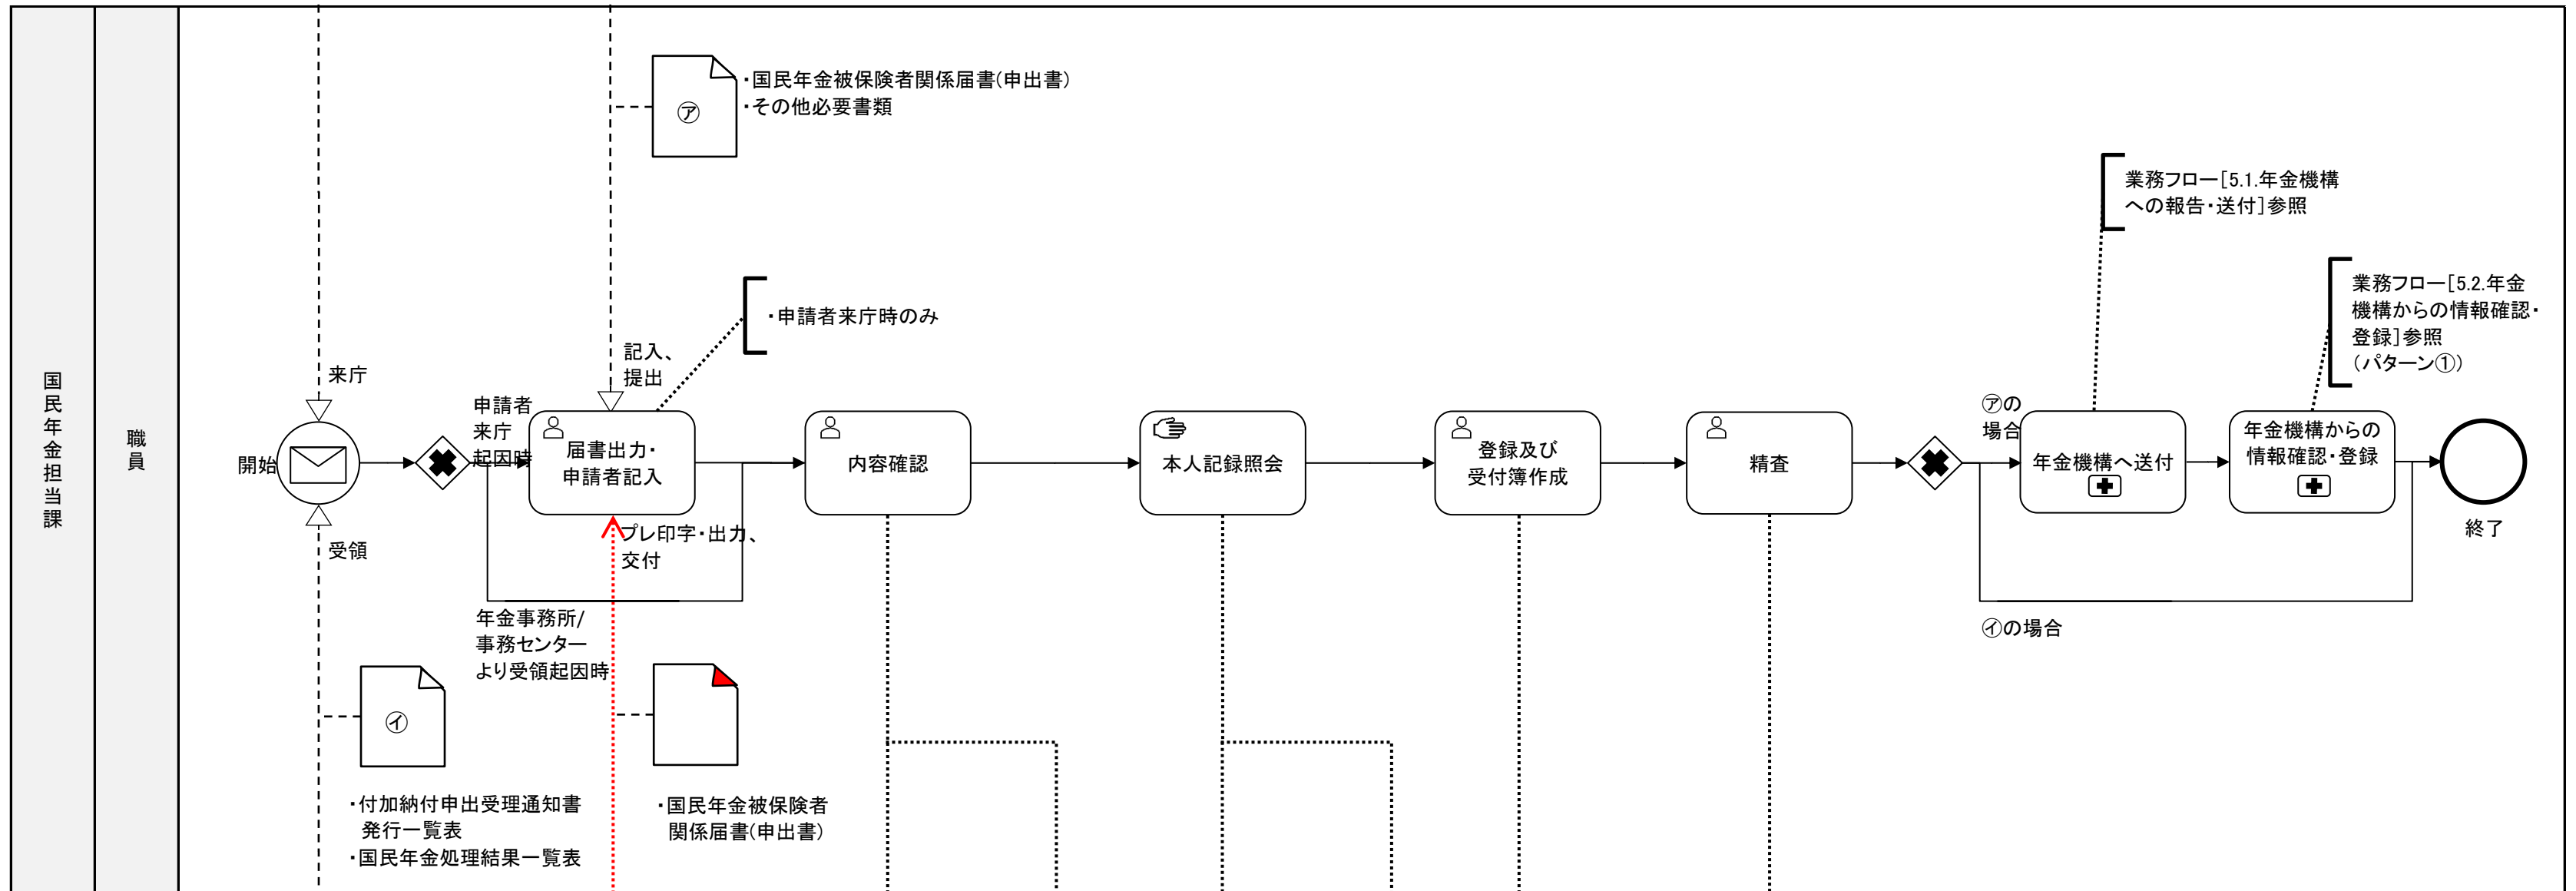 国民年金担当課
職員
・国民年金被保険者関係届書(申出書)
・その他必要書類
㋐
業務フロー[5.1.年金機構
への報告・送付]参照
業務フロー[5.2.年金
機構からの情報確認・
登録]参照
(パターン①)
・申請者来庁時のみ
記入、
提出
来庁
申請者
来庁
起因時
㋐の
場合
開始
届書出力・
申請者記入
内容確認
本人記録照会
登録及び
受付簿作成
精査
年金機構へ送付
年金機構からの
情報確認・登録
終了
受領
プレ印字・出力、
交付
年金事務所/
事務センター
より受領起因時
㋑の場合
㋑
・付加納付申出受理通知書
発行一覧表
・国民年金処理結果一覧表
・国民年金被保険者
関係届書(申出書)